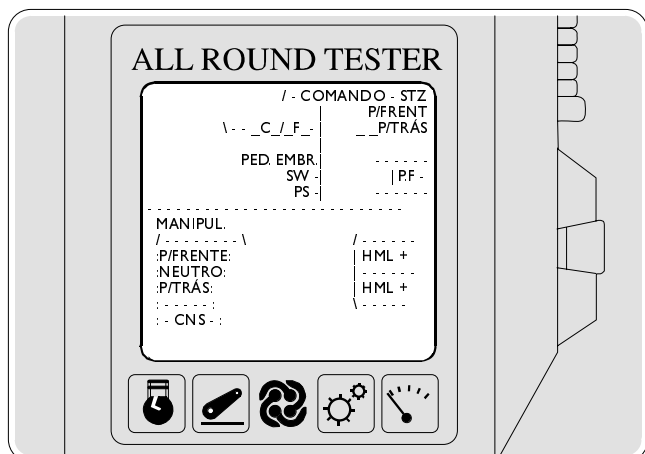 ALL ROUND TESTER
/ - COMANDO - STZ
| P/FRENT
\ - - _C_/_F_- | _ _P/TRÁS
|
PED. EMBR.| - - - - - -
SW -| | P.F -
PS -| - - - - - -
- - - - - - - - - - - - - - - - - - - - - - - - - -
MANIPUL.
/ - - - - - - - - \ / - - - - - -
:P/FRENTE: | HML +
:NEUTRO: | - - - - - -
:P/TRÁS: | HML +
: - - - - - : \ - - - - -
: - CNS - :